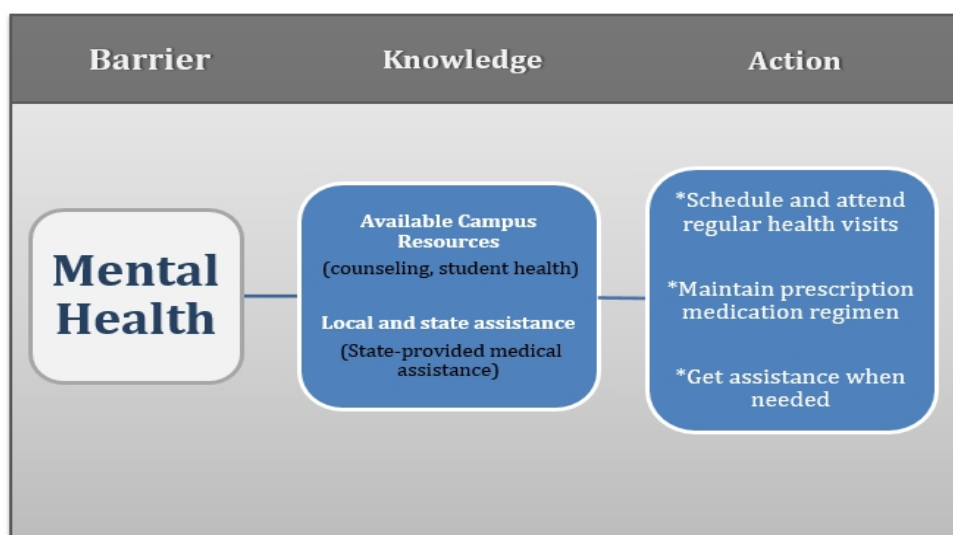 Barrier
Knowledge
Action
Mental
Health
Available Campus
Resources
(counseling, student health)
Local and state assistance
(State-provided medical
assistance)
*Schedule and attend
regular health visits
*Maintain prescription
medication regimen
*Get assistance when
needed